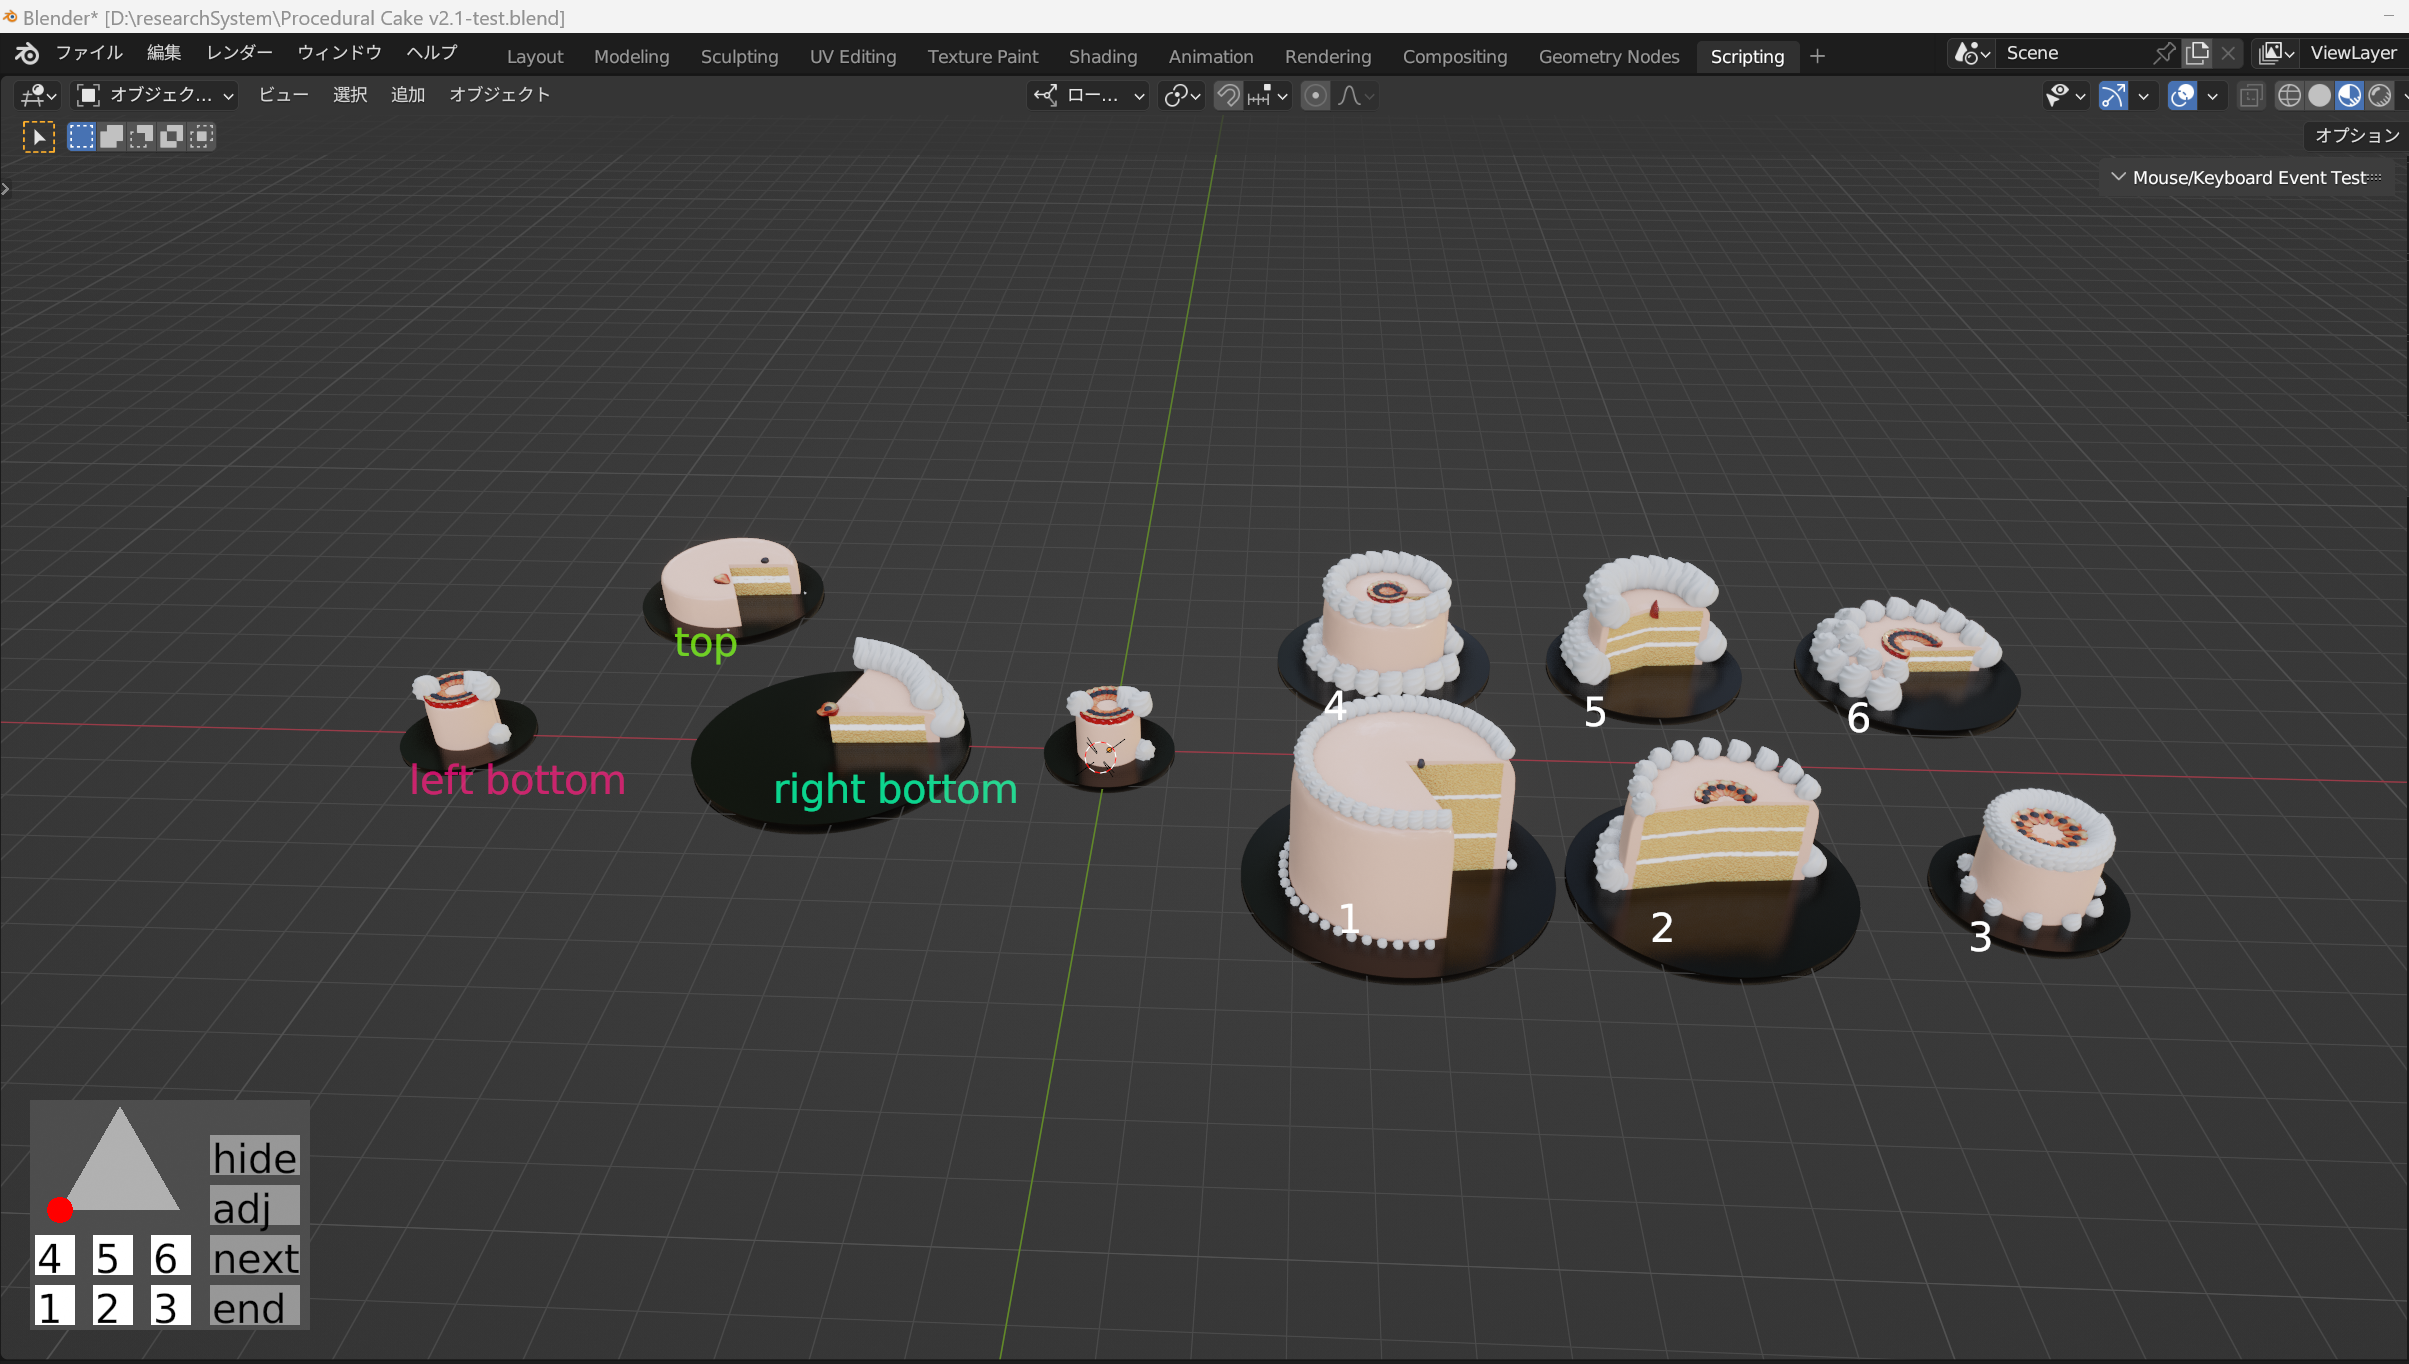 Blender* [D:\researchSystem\Procedural Cake v2.1-test.blend]
ファイル 編集 レンダー ウィンドウ ヘルプ Layout Modeling Sculpting UV Editing Texture Paint Shading Animation Rendering Compositing Geometry Nodes Scripting + Scene ViewLayer
オブジェク... ビュー 選択 追加 オブジェクト ロー...
オプション
Mouse/Keyboard Event Test
top
left bottom
right bottom
4
5
6
1
2
3
hide
adj
4 5 6 next
1 2 3 end